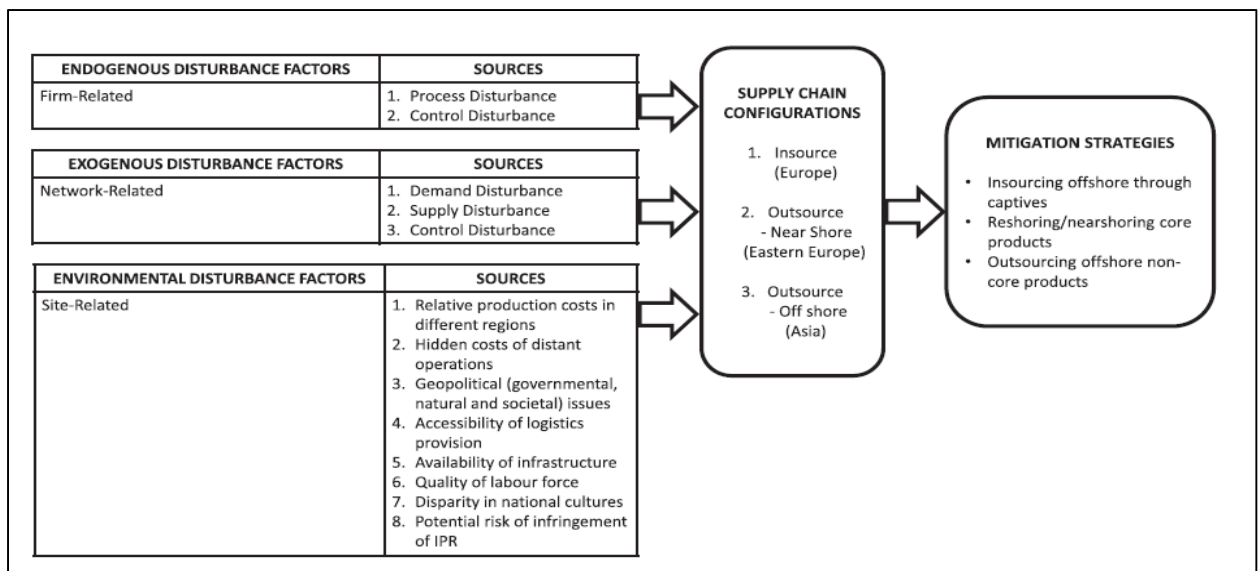 ENDOGENOUS DISTURBANCE FACTORS
SOURCES
Firm-Related
1. Process Disturbance
2. Control Disturbance
EXOGENOUS DISTURBANCE FACTORS
SOURCES
Network-Related
1. Demand Disturbance
2. Supply Disturbance
3. Control Disturbance
ENVIRONMENTAL DISTURBANCE FACTORS
SOURCES
Site-Related
1. Relative production costs in
different regions
2. Hidden costs of distant
operations
3. Geopolitical (governmental,
natural and societal) issues
4. Accessibility of logistics
provision
5. Availability of infrastructure
6. Quality of labour force
7. Disparity in national cultures
8. Potential risk of infringement
of IPR
SUPPLY CHAIN
CONFIGURATIONS
1. Insource
(Europe)
2. Outsource
- Near Shore
(Eastern Europe)
3. Outsource
- Off shore
(Asia)
MITIGATION STRATEGIES
• Insourcing offshore through
captives
• Reshoring/nearshoring core
products
• Outsourcing offshore non-
core products